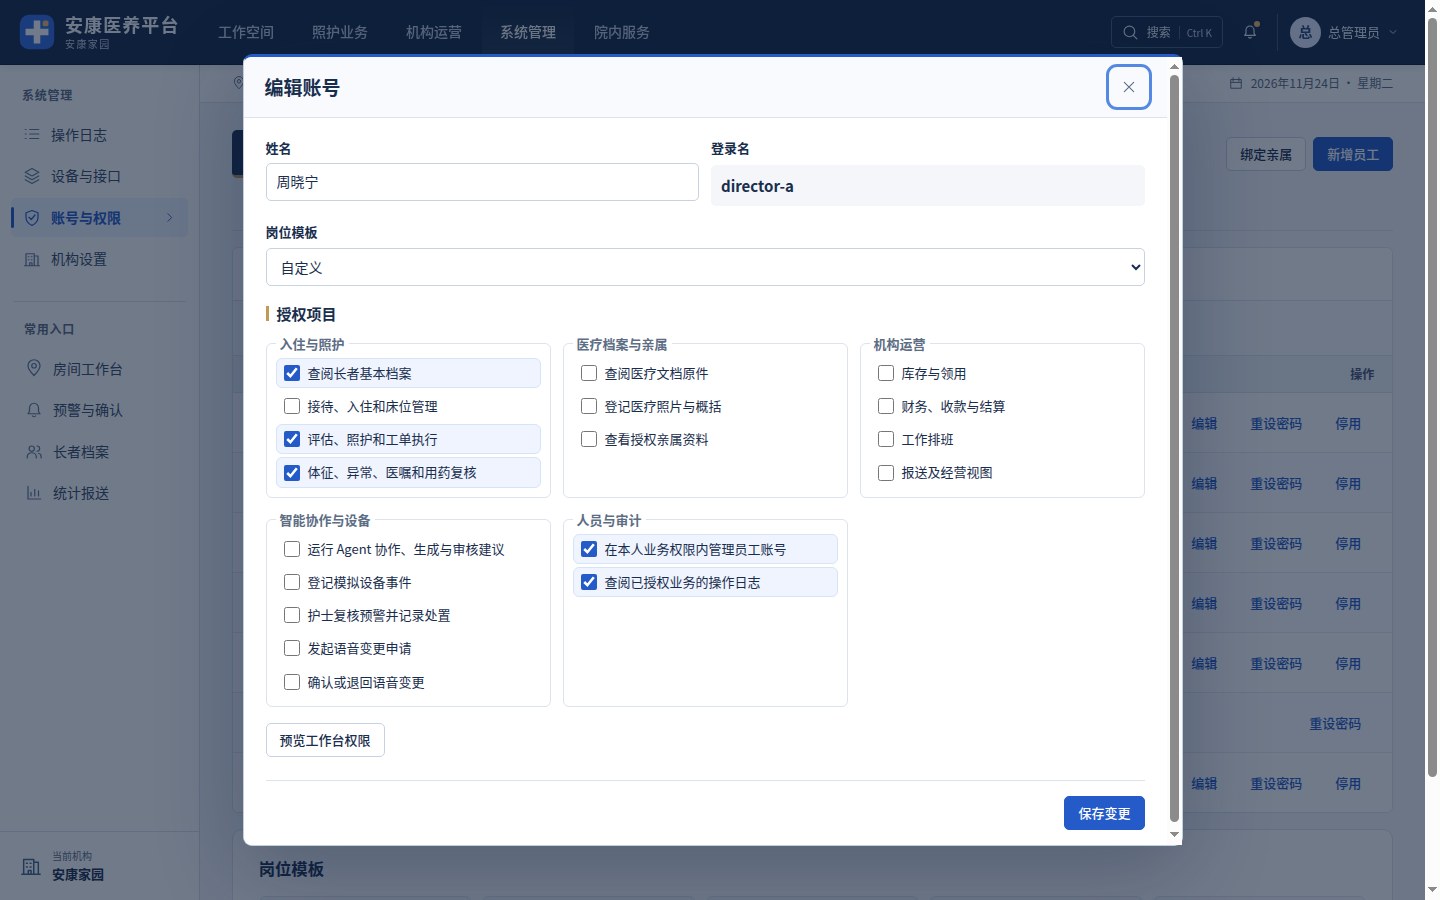 安康医养平台
安康家园
工作空间
照护业务
机构运营
系统管理
院内服务
搜索
Ctrl K
总
总管理员
系统管理
操作日志
设备与接口
账号与权限
机构设置
常用入口
房间工作台
预警与确认
长者档案
统计报送
当前机构
安康家园
2026年11月24日 · 星期二
绑定亲属
新增员工
编辑账号
姓名
登录名
周晓宁
director-a
岗位模板
自定义
授权项目
入住与照护
查阅长者基本档案
接待、入住和床位管理
评估、照护和工单执行
体征、异常、医嘱和用药复核
医疗档案与亲属
查阅医疗文档原件
登记医疗照片与概括
查看授权亲属资料
机构运营
库存与领用
财务、收款与结算
工作排班
报送及经营视图
智能协作与设备
运行 Agent 协作、生成与审核建议
登记模拟设备事件
护士复核预警并记录处置
发起语音变更申请
确认或退回语音变更
人员与审计
在本人业务权限内管理员工账号
查阅已授权业务的操作日志
预览工作台权限
保存变更
操作
编辑 重设密码 停用
编辑 重设密码 停用
编辑 重设密码 停用
编辑 重设密码 停用
编辑 重设密码 停用
重设密码
编辑 重设密码 停用
岗位模板